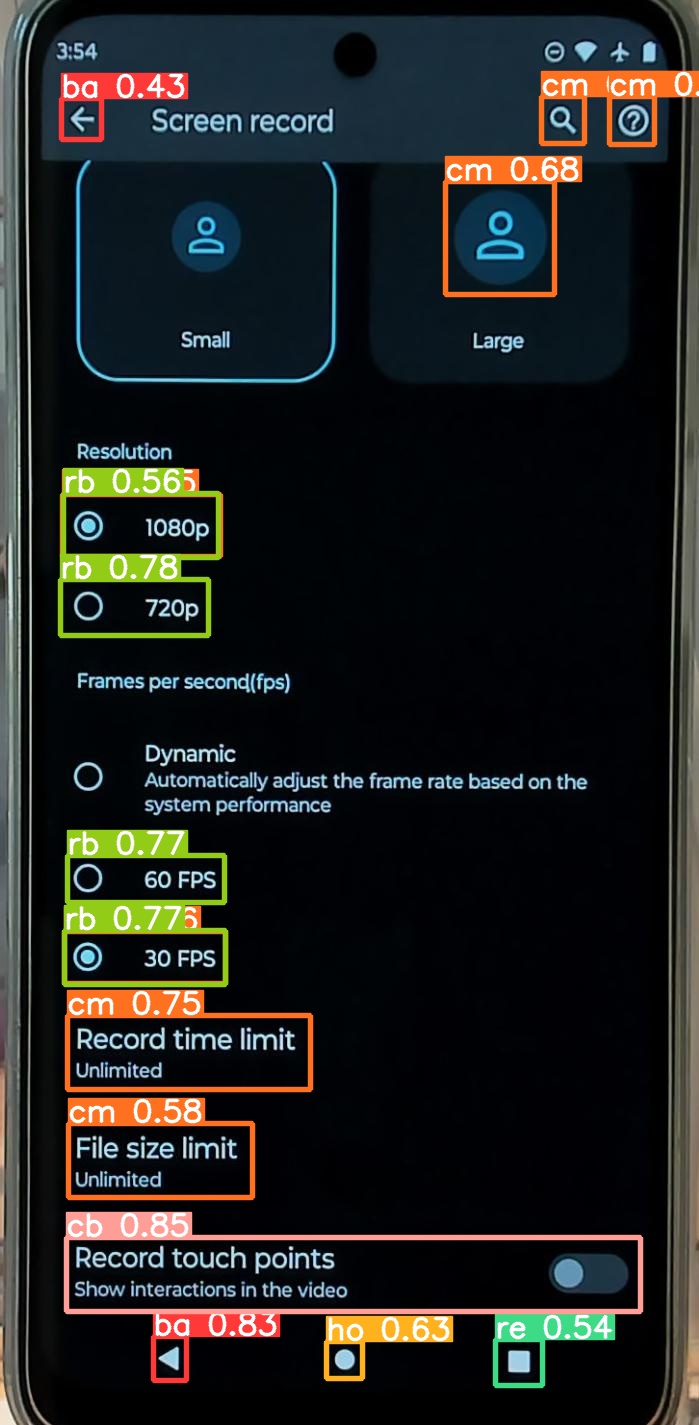 3:54
ba 0.43
cm
cm 0.
Screen record
cm 0.68
Small
Large
Resolution
rb 0.56
1080p
rb 0.78
720p
Frames per second(fps)
Dynamic
Automatically adjust the frame rate based on the
system performance
rb 0.77
60 FPS
rb 0.77
30 FPS
cm 0.75
Record time limit
Unlimited
cm 0.58
File size limit
Unlimited
cb 0.85
Record touch points
Show interactions in the video
ba 0.83
ho 0.63
re 0.54